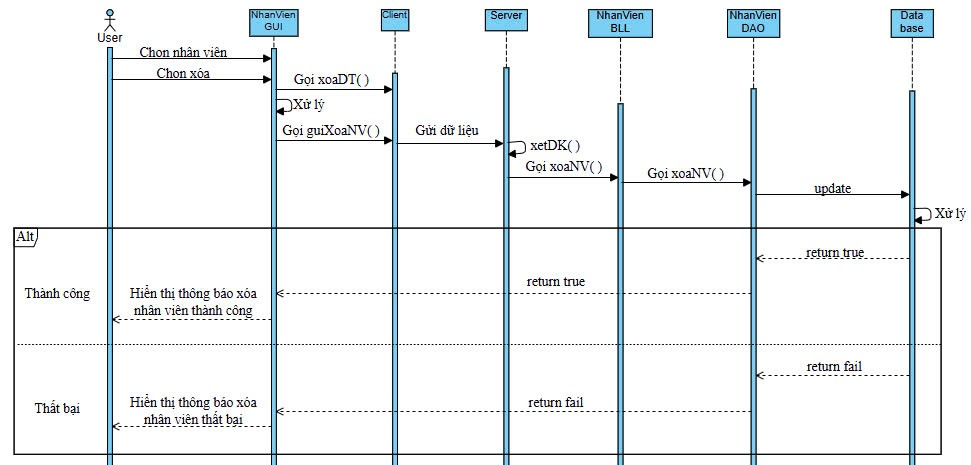 User
NhanVien
GUI
Client
Server
NhanVien
BLL
NhanVien
DAO
Data
base
Chon nhân viên
Chon xóa
Gọi xoaDT( )
Xử lý
Gọi guiXoaNV( )
Gửi dữ liệu
xetDK( )
Gọi xoaNV( )
Gọi xoaNV( )
update
Xử lý
Alt
return true
return true
Thành công
Hiển thị thông báo xóa
nhân viên thành công
return fail
return fail
Thất bại
Hiển thị thông báo xóa
nhân viên thất bại